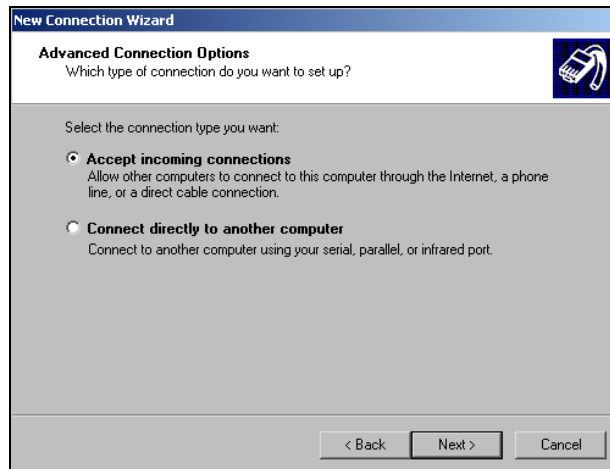 New Connection Wizard
Advanced Connection Options
Which type of connection do you want to set up?
Select the connection type you want:
Accept incoming connections
Allow other computers to connect to this computer through the Internet, a phone
line, or a direct cable connection.
Connect directly to another computer
Connect to another computer using your serial, parallel, or infrared port.
< Back Next > Cancel